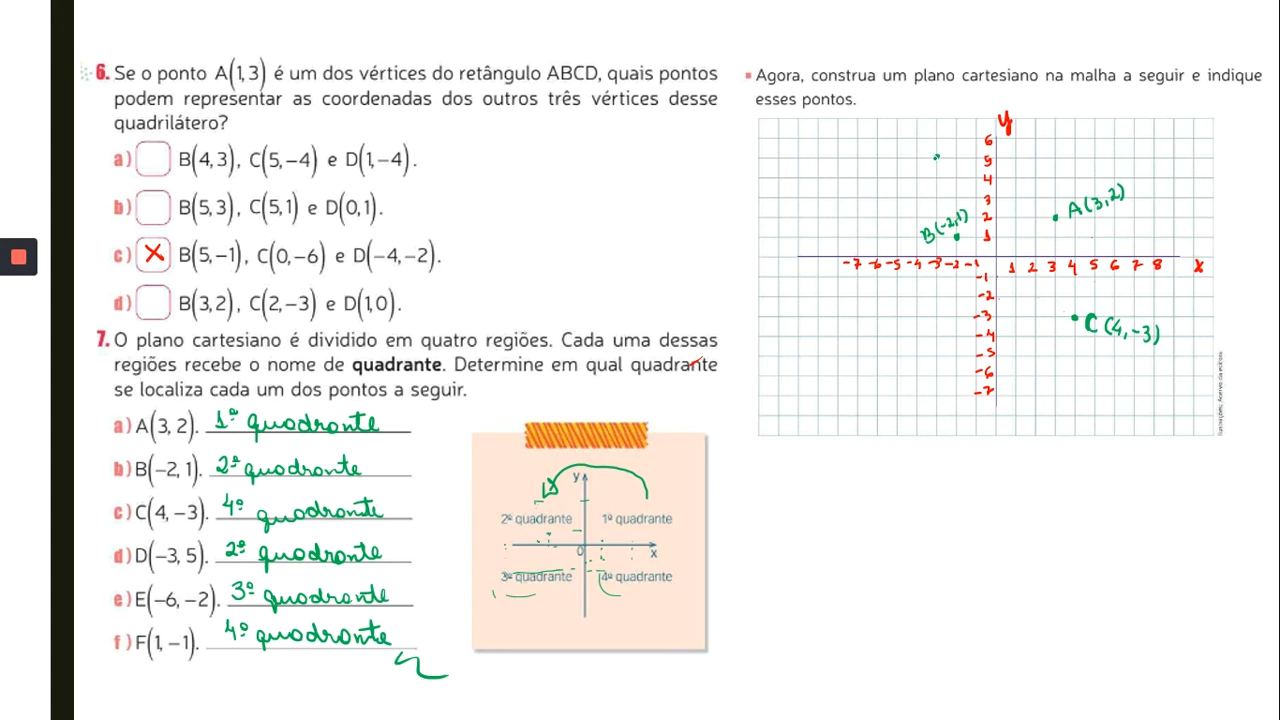 6. Se o ponto A(1,3) é um dos vértices do retângulo ABCD, quais pontos
podem representar as coordenadas dos outros três vértices desse
quadrilátero?
a) B(4,3), C(5,−4) e D(1,−4).
b) B(5,3), C(5,1) e D(0,1).
c) X B(5,−1), C(0,−6) e D(−4,−2).
d) B(3,2), C(2,−3) e D(1,0).
7. O plano cartesiano é dividido em quatro regiões. Cada uma dessas
regiões recebe o nome de quadrante. Determine em qual quadrante
se localiza cada um dos pontos a seguir.
a) A(3, 2). 1º quadrante
b) B(−2, 1). 2º quadrante
c) C(4, −3). 4º quadrante
d) D(−3, 5). 2º quadrante
e) E(−6, −2). 3º quadrante
f) F(1, −1). 4º quadrante
y
2º quadrante 1º quadrante
0 x
3º quadrante 4º quadrante
Agora, construa um plano cartesiano na malha a seguir e indique
esses pontos.
y
6
5
4
3
2
1
A(3,2)
B(-2,1)
-7 -6 -5 -4 -3 -2 -1 1 2 3 4 5 6 7 8 x
-1
-2
-3
-4
-5
-6
-7
C(4,-3)
Ilustrações: Acervo da editora